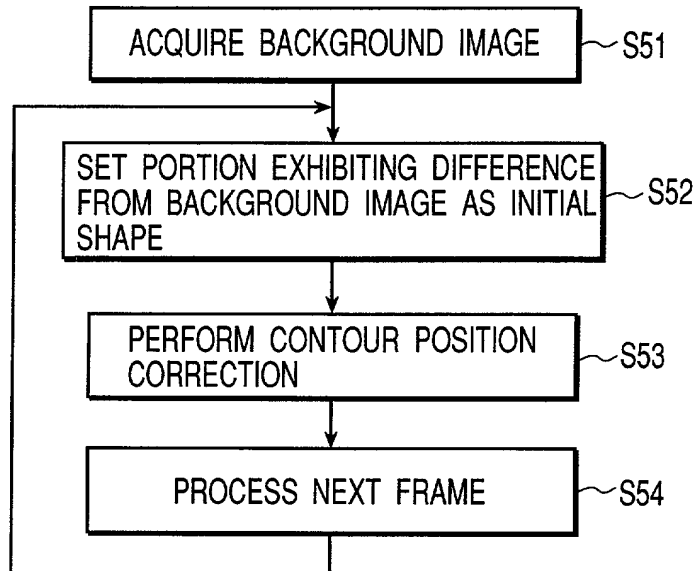 ACQUIRE BACKGROUND IMAGE S51
SET PORTION EXHIBITING DIFFERENCE
FROM BACKGROUND IMAGE AS INITIAL S52
SHAPE
PERFORM CONTOUR POSITION
CORRECTION S53
PROCESS NEXT FRAME S54